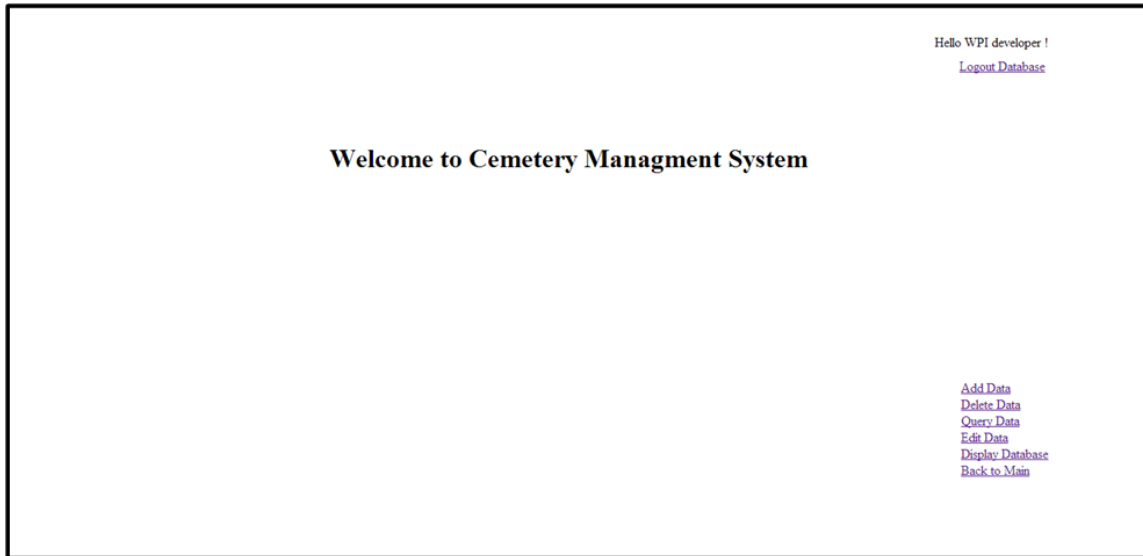 Hello WPI developer !
Logout Database
Welcome to Cemetery Managment System
Add Data
Delete Data
Query Data
Edit Data
Display Database
Back to Main